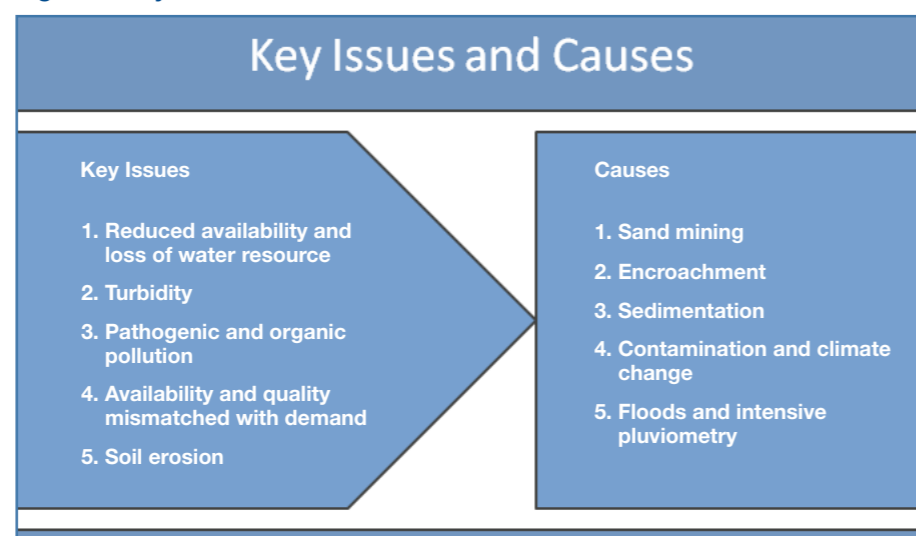 Key Issues and Causes
Key Issues
1. Reduced availability and
loss of water resource
2. Turbidity
3. Pathogenic and organic
pollution
4. Availability and quality
mismatched with demand
5. Soil erosion
Causes
1. Sand mining
2. Encroachment
3. Sedimentation
4. Contamination and climate
change
5. Floods and intensive
pluviometry